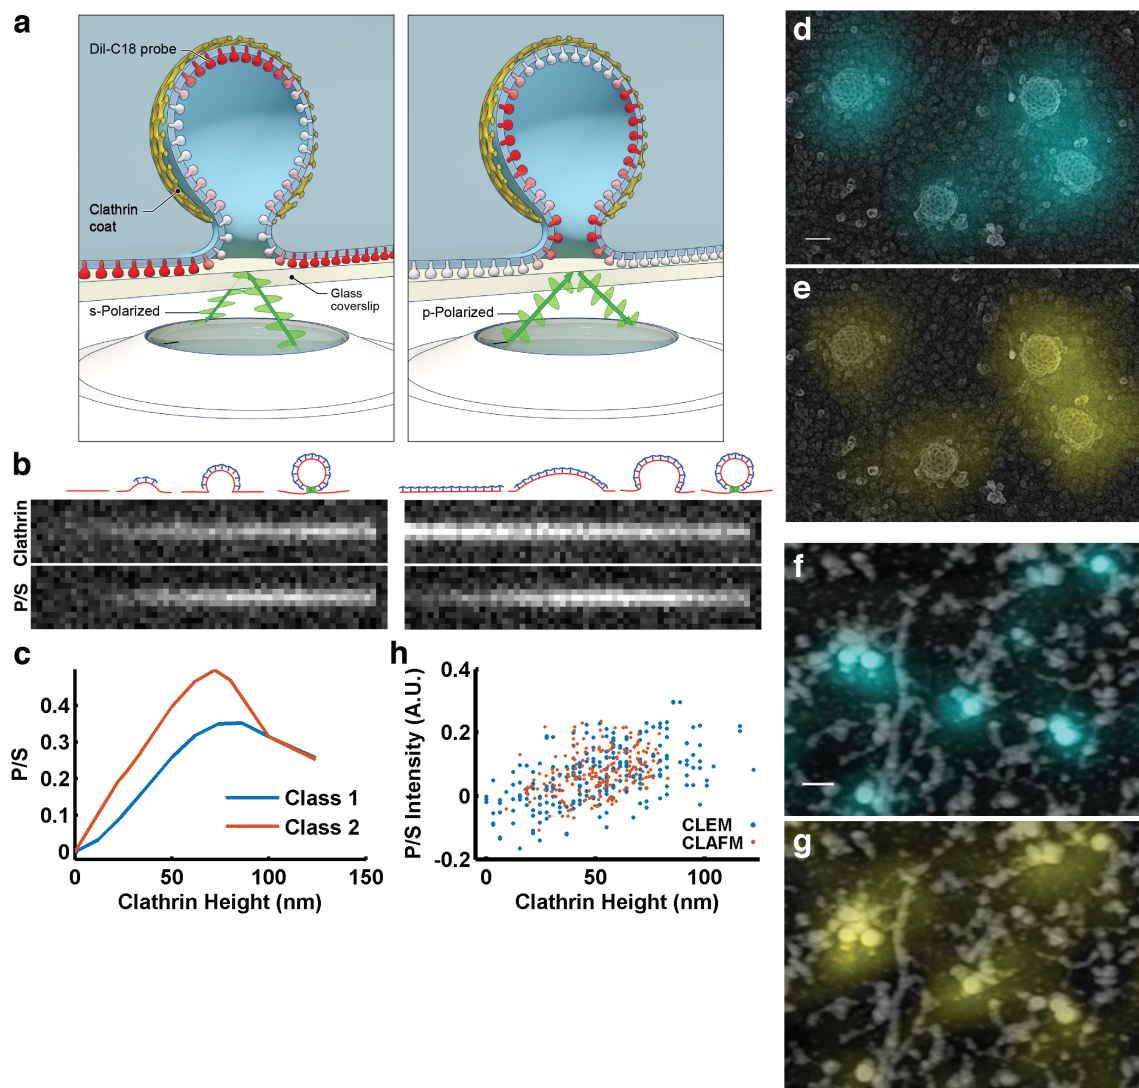 a
DiI-C18 probe
Clathrin
coat
s-Polarized
Glass
coverslip
p-Polarized
b
Clathrin
P/S
c
P/S
0.4
0.3
0.2
0.1
0
Class 1
Class 2
0
50
100
150
Clathrin Height (nm)
h
P/S Intensity (A.U.)
0.4
0.2
0
-0.2
CLEM
CLAFM
0
50
100
Clathrin Height (nm)
d
e
f
g